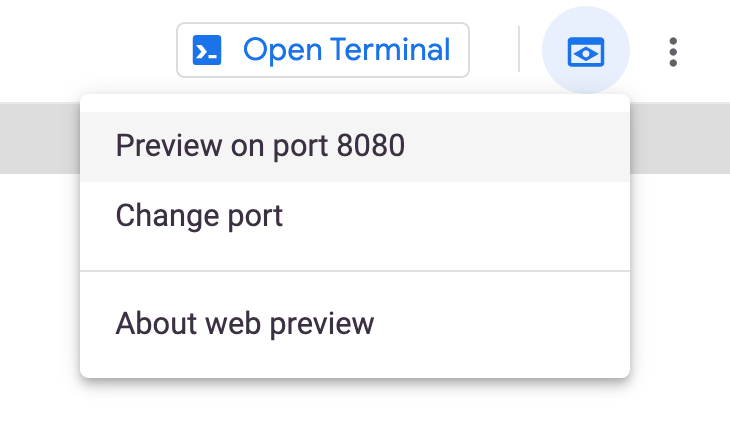 Open Terminal
Preview on port 8080
Change port
About web preview